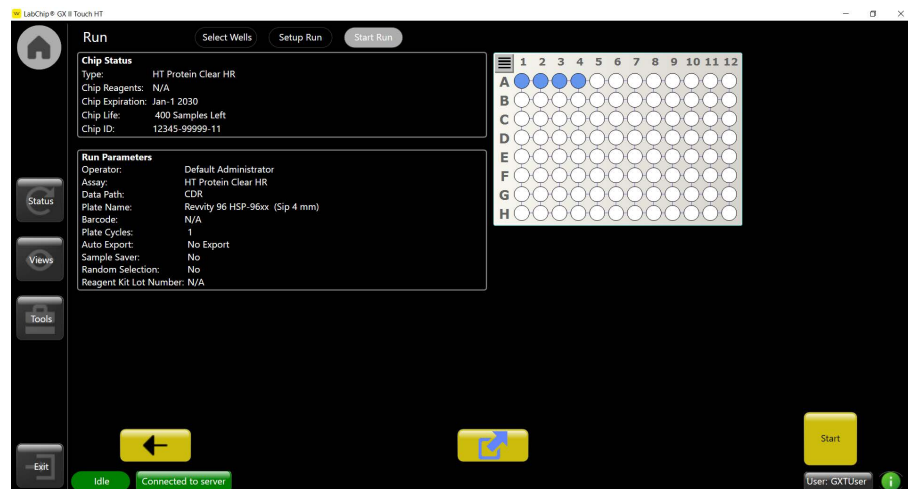 LabChip® GX II Touch HT
Run
Select Wells
Setup Run
Start Run
Chip Status
Type: HT Protein Clear HR
Chip Reagents: N/A
Chip Expiration: Jan-1 2030
Chip Life: 400 Samples Left
Chip ID: 12345-99999-11
Run Parameters
Operator: Default Administrator
Assay: HT Protein Clear HR
Data Path: CDR
Plate Name: Revvity 96 HSP-96xx (Sip 4 mm)
Barcode: N/A
Plate Cycles: 1
Auto Export: No Export
Sample Saver: No
Random Selection: No
Reagent Kit Lot Number: N/A
1 2 3 4 5 6 7 8 9 10 11 12
A
B
C
D
E
F
G
H
Status
Views
Tools
Exit
Start
Idle
Connected to server
User: GXTUser
i